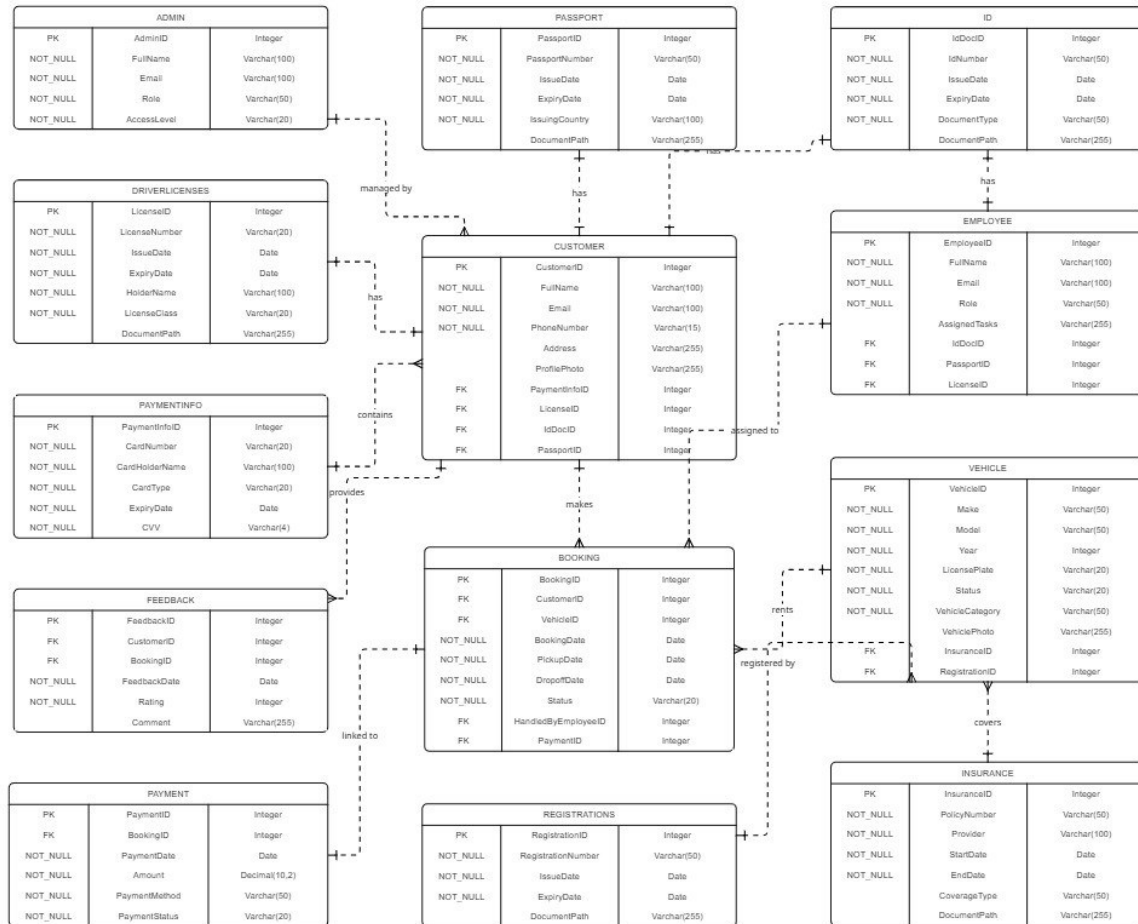 ADMIN
PK AdminID Integer
NOT_NULL FullName Varchar(100)
NOT_NULL Email Varchar(100)
NOT_NULL Role Varchar(50)
NOT_NULL AccessLevel Varchar(20)
PASSPORT
PK PassportID Integer
NOT_NULL PassportNumber Varchar(50)
NOT_NULL IssueDate Date
NOT_NULL ExpiryDate Date
NOT_NULL IssuingCountry Varchar(100)
DocumentPath Varchar(255)
ID
PK IdDocID Integer
NOT_NULL IdNumber Varchar(50)
NOT_NULL IssueDate Date
NOT_NULL ExpiryDate Date
NOT_NULL DocumentType Varchar(50)
DocumentPath Varchar(255)
managed by
has
has
has
DRIVERLICENSES
PK LicenseID Integer
NOT_NULL LicenseNumber Varchar(20)
NOT_NULL IssueDate Date
NOT_NULL ExpiryDate Date
NOT_NULL HolderName Varchar(100)
NOT_NULL LicenseClass Varchar(20)
DocumentPath Varchar(255)
has
CUSTOMER
PK CustomerID Integer
NOT_NULL FullName Varchar(100)
NOT_NULL Email Varchar(100)
NOT_NULL PhoneNumber Varchar(15)
Address Varchar(255)
ProfilePhoto Varchar(255)
FK PaymentInfoID Integer
FK LicenseID Integer
FK IdDocID Integer
FK PassportID Integer
EMPLOYEE
PK EmployeeID Integer
NOT_NULL FullName Varchar(100)
NOT_NULL Email Varchar(100)
NOT_NULL Role Varchar(50)
AssignedTasks Varchar(255)
FK IdDocID Integer
FK PassportID Integer
FK LicenseID Integer
contains
assigned to
PAYMENTINFO
PK PaymentInfoID Integer
NOT_NULL CardNumber Varchar(20)
NOT_NULL CardHolderName Varchar(100)
NOT_NULL CardType Varchar(20)
NOT_NULL ExpiryDate Date
NOT_NULL CVV Varchar(4)
provides
makes
VEHICLE
PK VehicleID Integer
NOT_NULL Make Varchar(50)
NOT_NULL Model Varchar(50)
NOT_NULL Year Integer
NOT_NULL LicensePlate Varchar(20)
NOT_NULL Status Varchar(20)
NOT_NULL VehicleCategory Varchar(50)
VehiclePhoto Varchar(255)
FK InsuranceID Integer
FK RegistrationID Integer
FEEDBACK
PK FeedbackID Integer
FK CustomerID Integer
FK BookingID Integer
NOT_NULL FeedbackDate Date
NOT_NULL Rating Integer
Comment Varchar(255)
BOOKING
PK BookingID Integer
FK CustomerID Integer
FK VehicleID Integer
NOT_NULL BookingDate Date
NOT_NULL PickupDate Date
NOT_NULL DropoffDate Date
NOT_NULL Status Varchar(20)
FK HandledByEmployeeID Integer
FK PaymentID Integer
rents
registered by
linked to
covers
PAYMENT
PK PaymentID Integer
FK BookingID Integer
NOT_NULL PaymentDate Date
NOT_NULL Amount Decimal(10,2)
NOT_NULL PaymentMethod Varchar(50)
NOT_NULL PaymentStatus Varchar(20)
REGISTRATIONS
PK RegistrationID Integer
NOT_NULL RegistrationNumber Varchar(50)
NOT_NULL IssueDate Date
NOT_NULL ExpiryDate Date
DocumentPath Varchar(255)
INSURANCE
PK InsuranceID Integer
NOT_NULL PolicyNumber Varchar(50)
NOT_NULL Provider Varchar(100)
NOT_NULL StartDate Date
NOT_NULL EndDate Date
CoverageType Varchar(50)
DocumentPath Varchar(255)